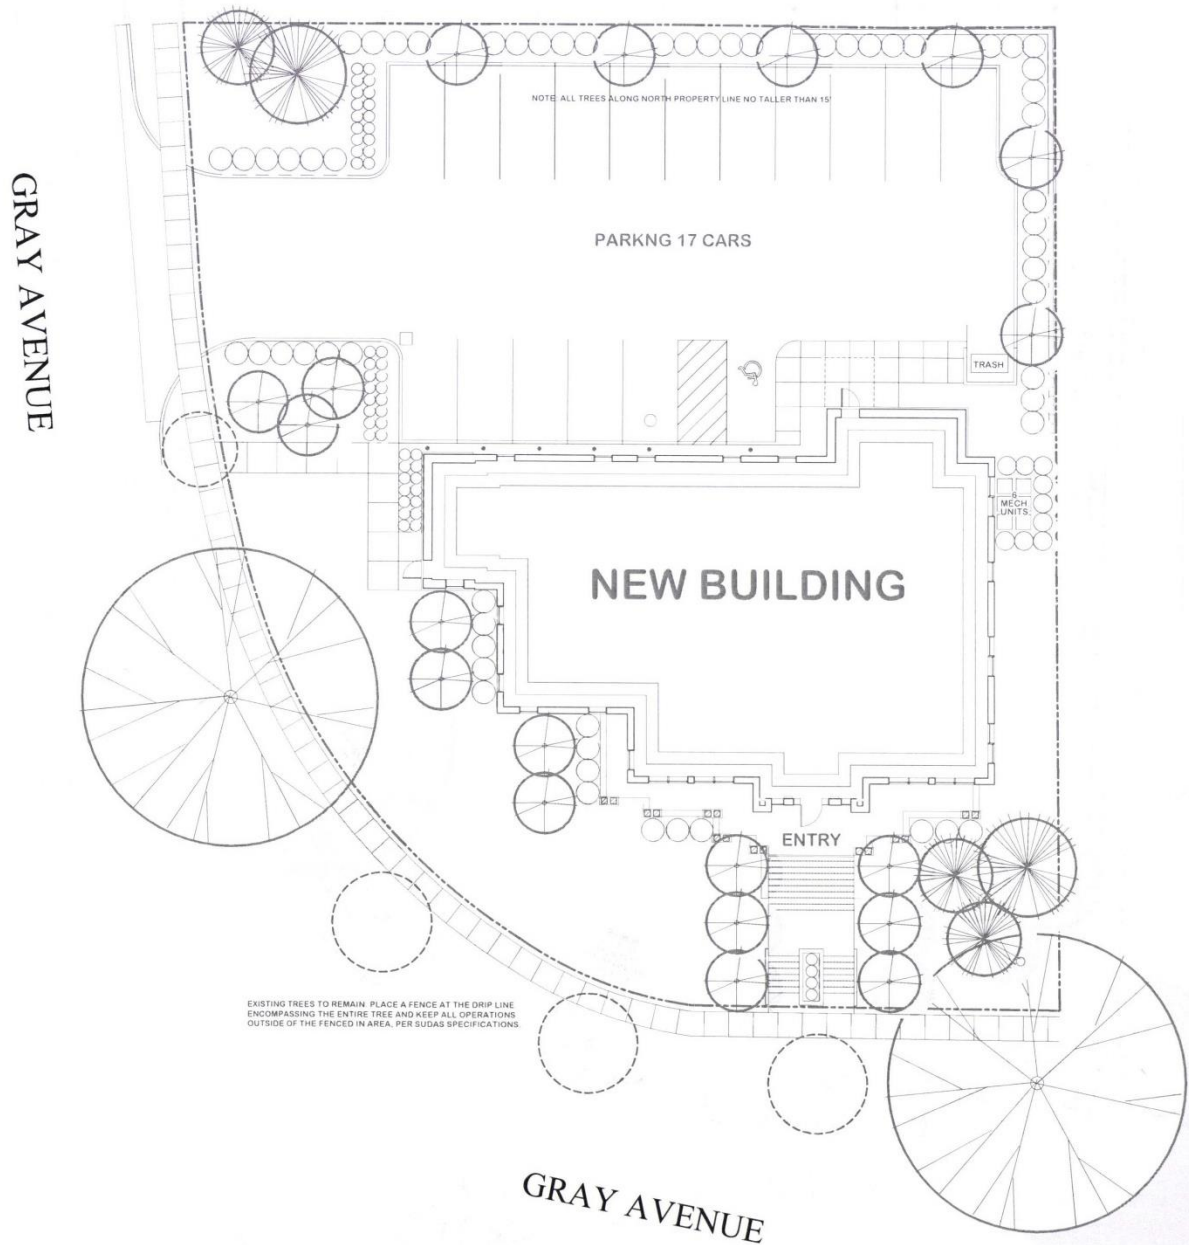 NOTE: ALL TREES ALONG NORTH PROPERTY LINE NO TALLER THAN 15'
GRAY AVENUE
PARKNG 17 CARS
TRASH
6
MECH
UNITS
NEW BUILDING
ENTRY
EXISTING TREES TO REMAIN. PLACE A FENCE AT THE DRIP LINE
ENCOMPASSING THE ENTIRE TREE AND KEEP ALL OPERATIONS
OUTSIDE OF THE FENCED IN AREA, PER SUDAS SPECIFICATIONS.
GRAY AVENUE